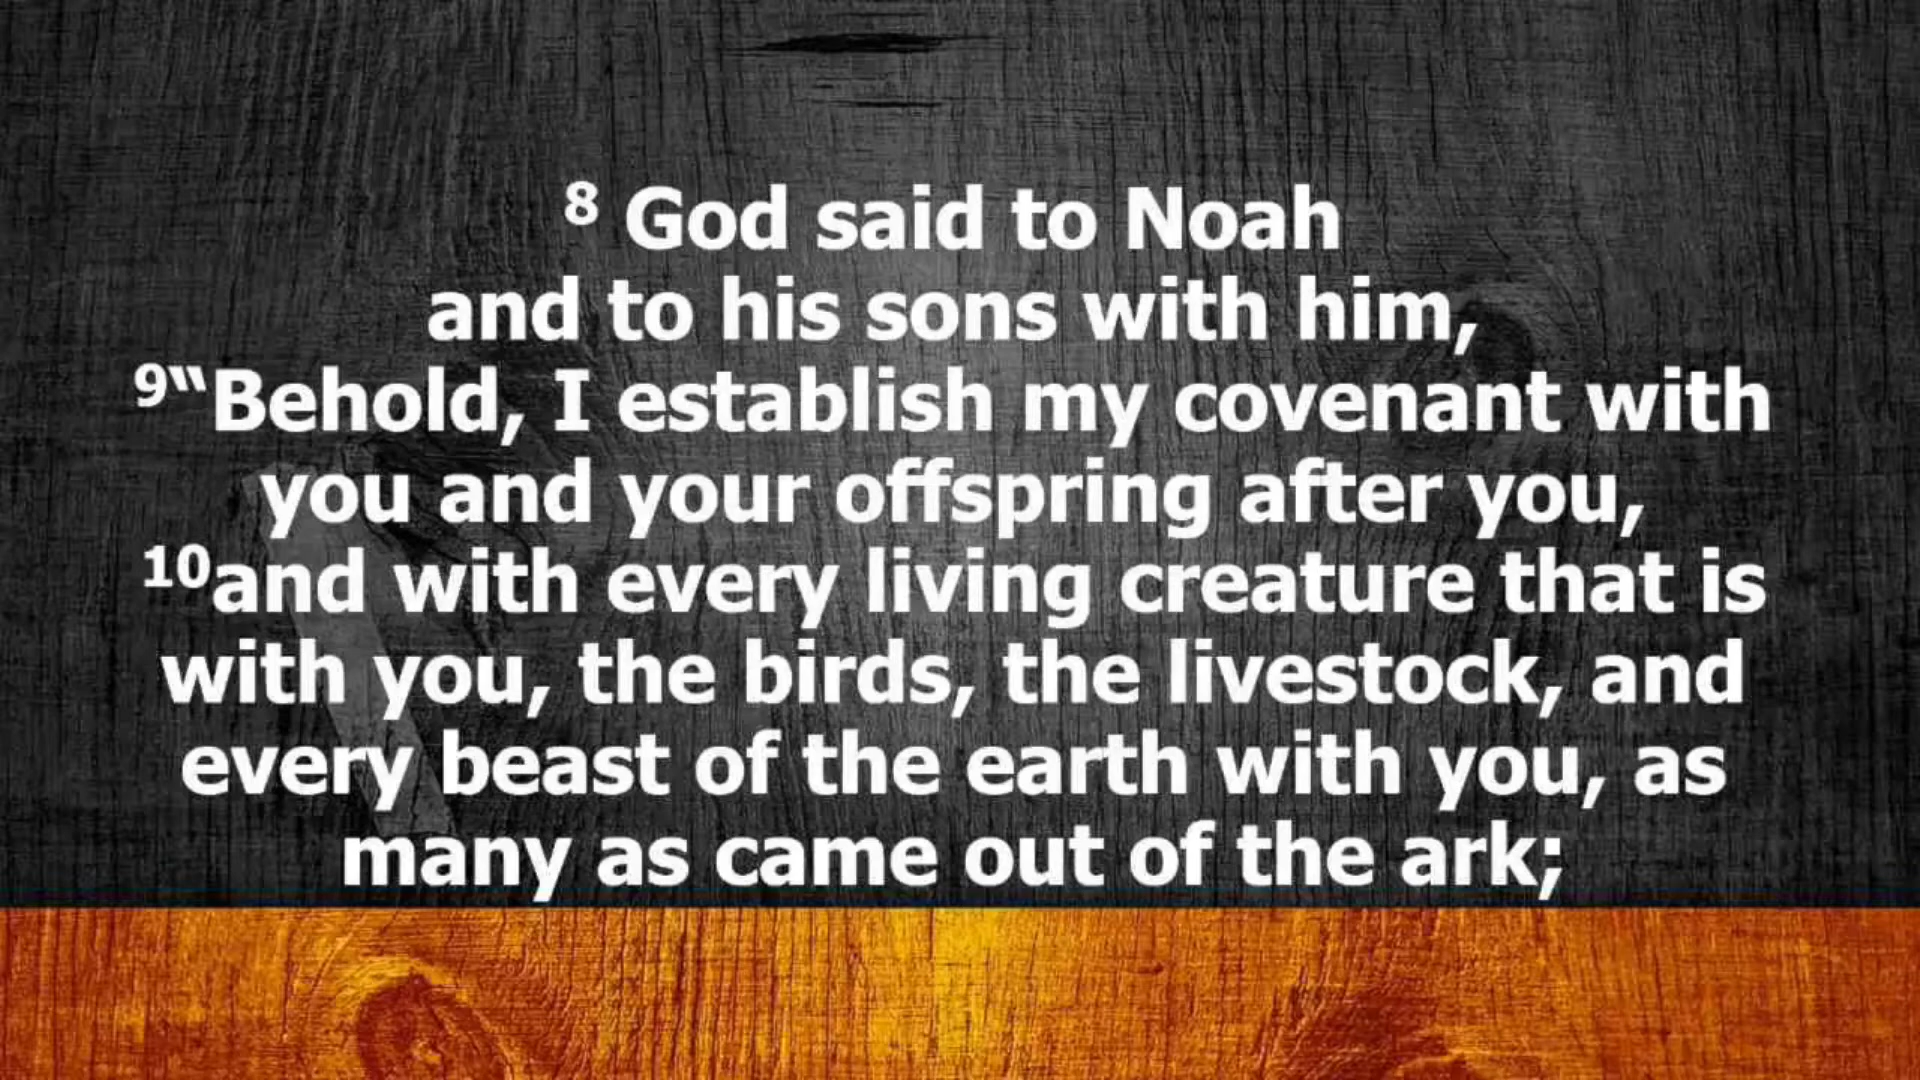 8 God said to Noah
and to his sons with him,
9“Behold, I establish my covenant with
you and your offspring after you,
10and with every living creature that is
with you, the birds, the livestock, and
every beast of the earth with you, as
many as came out of the ark;